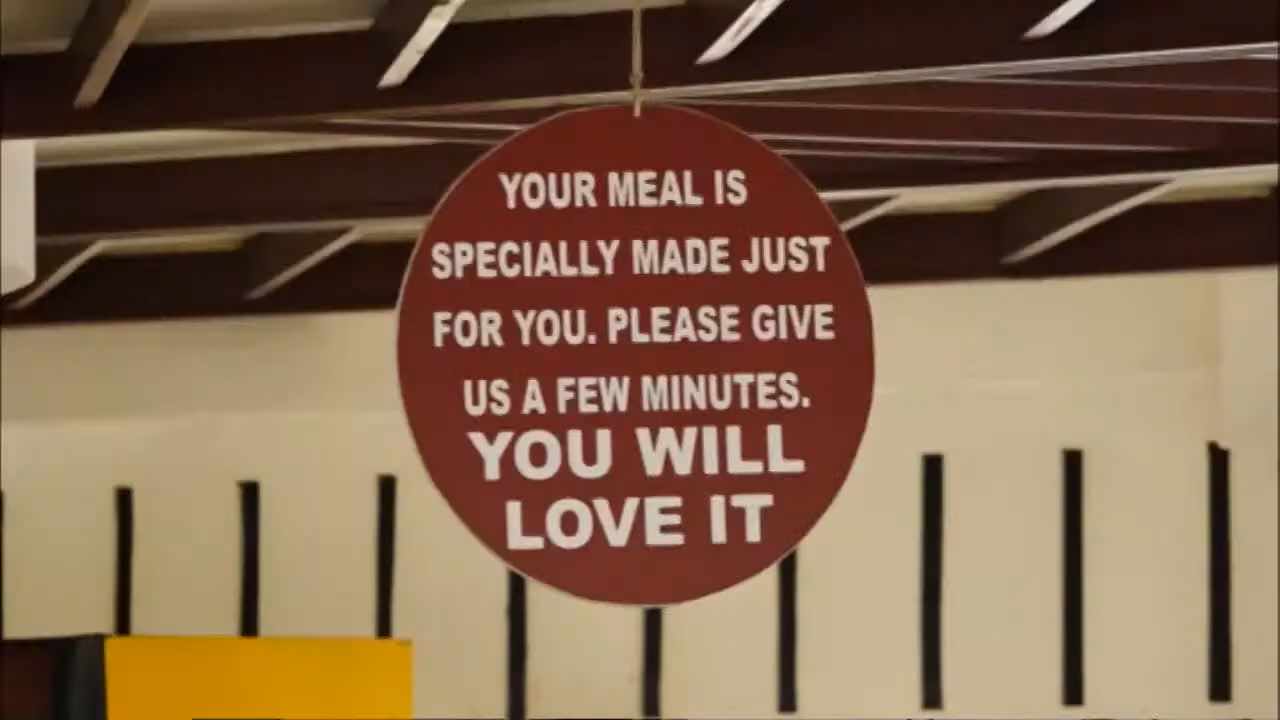 YOUR MEAL IS
SPECIALLY MADE JUST
FOR YOU. PLEASE GIVE
US A FEW MINUTES.
YOU WILL
LOVE IT